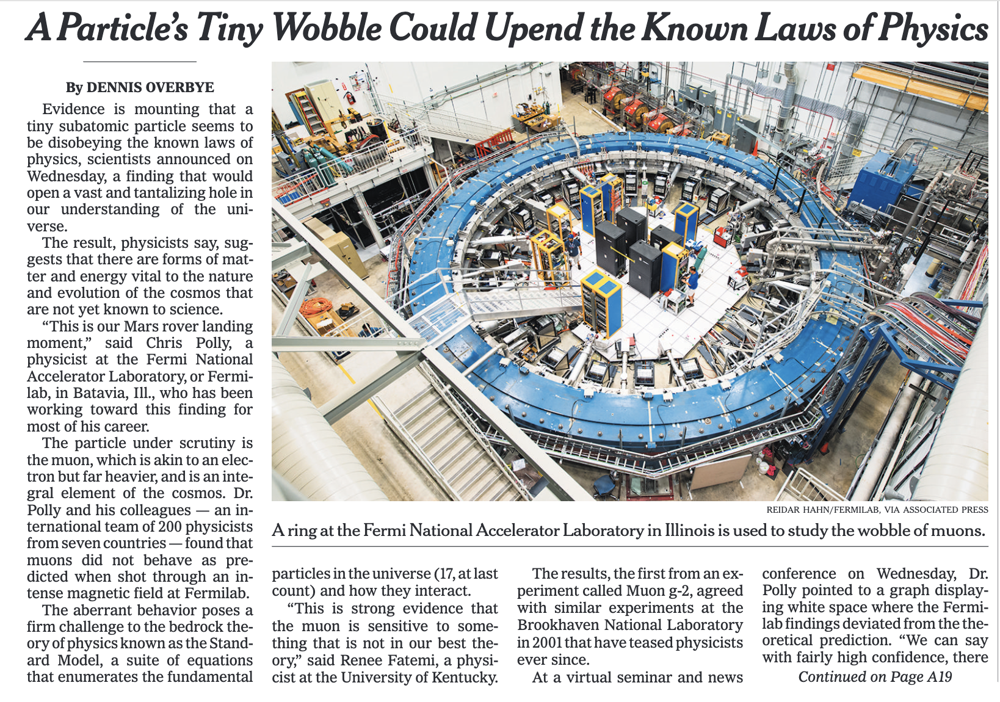 A Particle's Tiny Wobble Could Upend the Known Laws of Physics
By DENNIS OVERBYE
Evidence is mounting that a
tiny subatomic particle seems to
be disobeying the known laws of
physics, scientists announced on
Wednesday, a finding that would
open a vast and tantalizing hole in
our understanding of the uni-
verse.
The result, physicists say, sug-
gests that there are forms of mat-
ter and energy vital to the nature
and evolution of the cosmos that
are not yet known to science.
“This is our Mars rover landing
moment,” said Chris Polly, a
physicist at the Fermi National
Accelerator Laboratory, or Fermi-
lab, in Batavia, Ill., who has been
working toward this finding for
most of his career.
The particle under scrutiny is
the muon, which is akin to an elec-
tron but far heavier, and is an inte-
gral element of the cosmos. Dr.
Polly and his colleagues — an in-
ternational team of 200 physicists
from seven countries — found that
muons did not behave as pre-
dicted when shot through an in-
tense magnetic field at Fermilab.
The aberrant behavior poses a
firm challenge to the bedrock the-
ory of physics known as the Stand-
ard Model, a suite of equations
that enumerates the fundamental
REIDAR HAHN/FERMILAB, VIA ASSOCIATED PRESS
A ring at the Fermi National Accelerator Laboratory in Illinois is used to study the wobble of muons.
particles in the universe (17, at last
count) and how they interact.
“This is strong evidence that
the muon is sensitive to some-
thing that is not in our best the-
ory,” said Renee Fatemi, a physi-
cist at the University of Kentucky.
The results, the first from an ex-
periment called Muon g-2, agreed
with similar experiments at the
Brookhaven National Laboratory
in 2001 that have teased physicists
ever since.
At a virtual seminar and news
conference on Wednesday, Dr.
Polly pointed to a graph display-
ing white space where the Fermi-
lab findings deviated from the the-
oretical prediction. “We can say
with fairly high confidence, there
Continued on Page A19